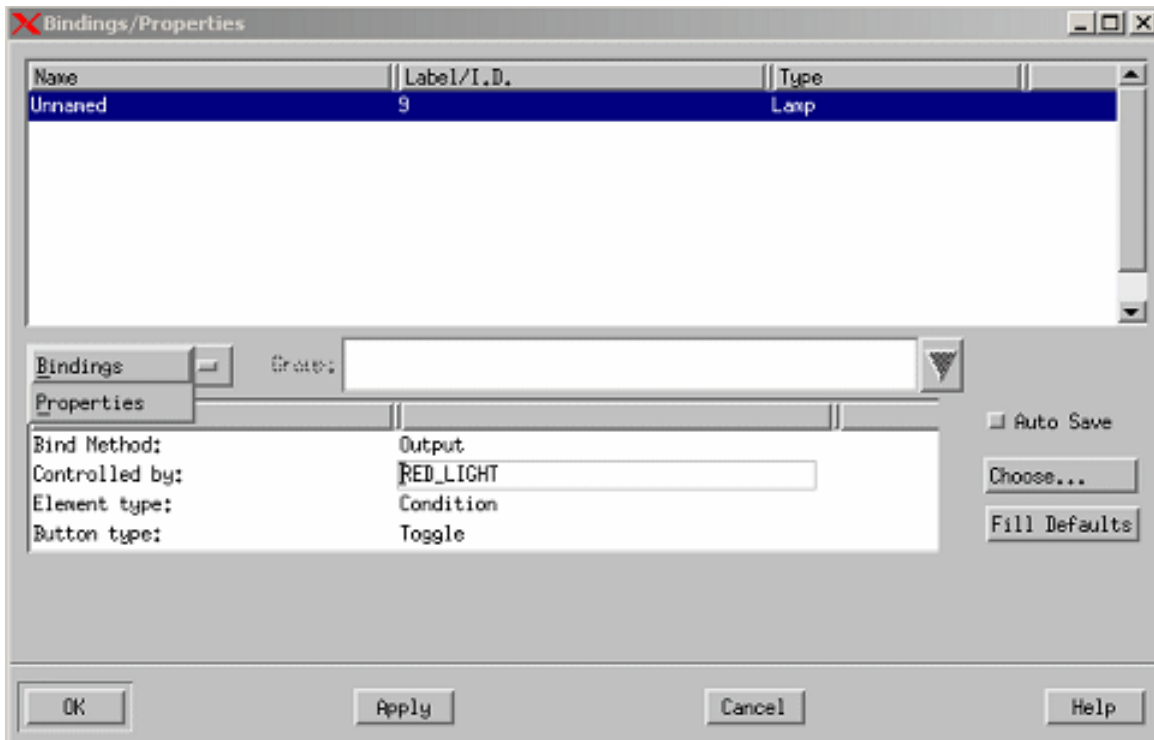 Bindings/Properties
Name Label/I.D. Type
Unnamed 9 Lamp
Bindings Group:
Properties
Auto Save
Bind Method: Output
Controlled by: RED_LIGHT
Choose...
Element type: Condition
Fill Defaults
Button type: Toggle
OK Apply Cancel Help